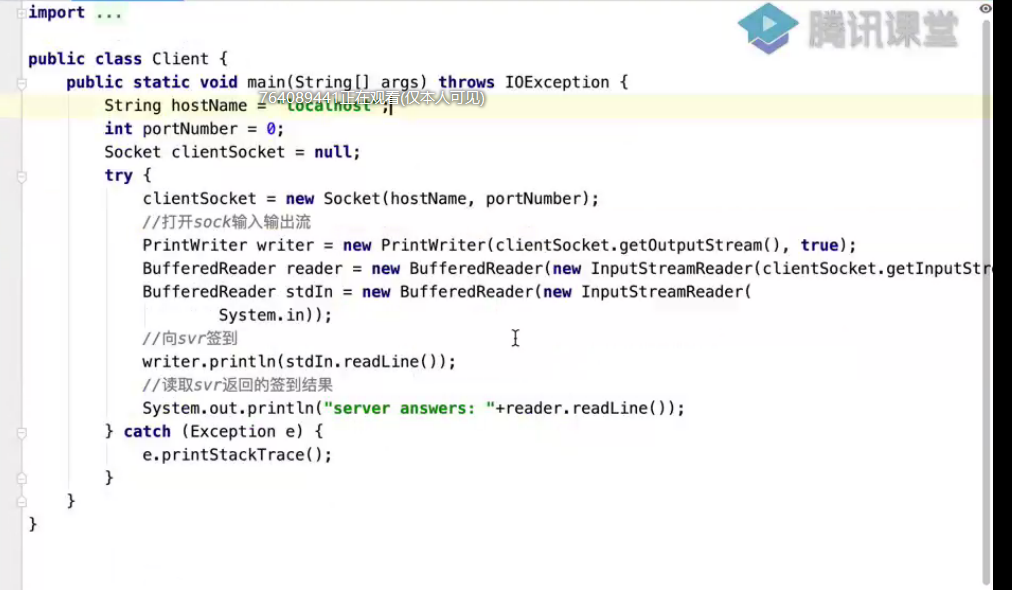 import ...
腾讯课堂
public class Client {
public static void main(String[] args) throws IOException {
764089441正在观看(仅本人可见)
String hostName = "localhost";
int portNumber = 0;
Socket clientSocket = null;
try {
clientSocket = new Socket(hostName, portNumber);
//打开sock输入输出流
PrintWriter writer = new PrintWriter(clientSocket.getOutputStream(), true);
BufferedReader reader = new BufferedReader(new InputStreamReader(clientSocket.getInputStre
BufferedReader stdIn = new BufferedReader(new InputStreamReader(
System.in));
//向svr签到
writer.println(stdIn.readLine());
//读取svr返回的签到结果
System.out.println("server answers: "+reader.readLine());
} catch (Exception e) {
e.printStackTrace();
}
}
}